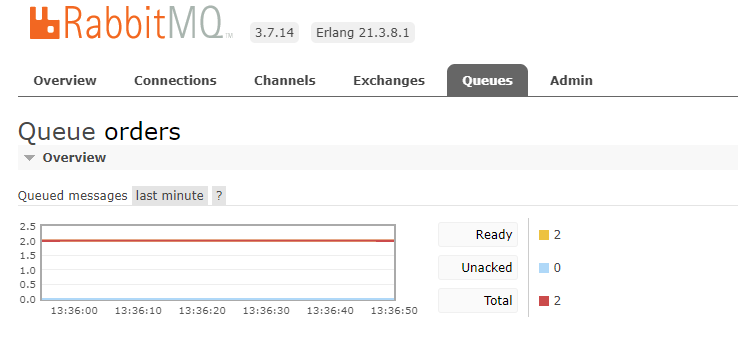 RabbitMQ TM 3.7.14 Erlang 21.3.8.1
Overview Connections Channels Exchanges Queues Admin
Queue orders
Overview
Queued messages last minute ?
2.5
2.0
1.5
1.0
0.5
0.0
13:36:00 13:36:10 13:36:20 13:36:30 13:36:40 13:36:50
Ready 2
Unacked 0
Total 2